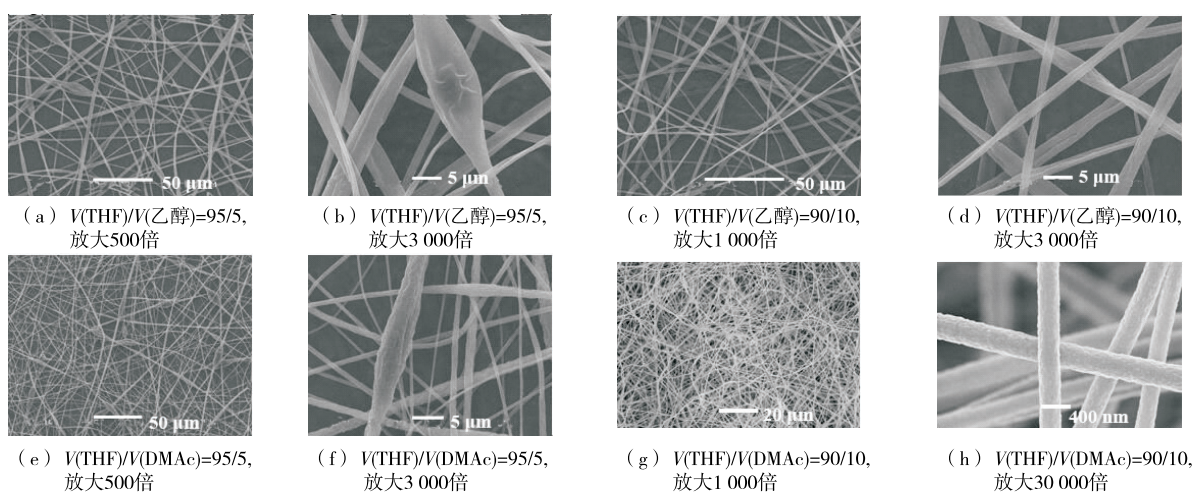 50 μm
5 μm
50 μm
5 μm
（a） V(THF)/V(乙醇)=95/5,
放大500倍
（b） V(THF)/V(乙醇)=95/5,
放大3 000倍
（c） V(THF)/V(乙醇)=90/10,
放大1 000倍
（d） V(THF)/V(乙醇)=90/10,
放大3 000倍
50 μm
5 μm
20 μm
400 nm
（e） V(THF)/V(DMAc)=95/5,
放大500倍
（f） V(THF)/V(DMAc)=95/5,
放大3 000倍
（g） V(THF)/V(DMAc)=90/10,
放大1 000倍
（h） V(THF)/V(DMAc)=90/10,
放大30 000倍